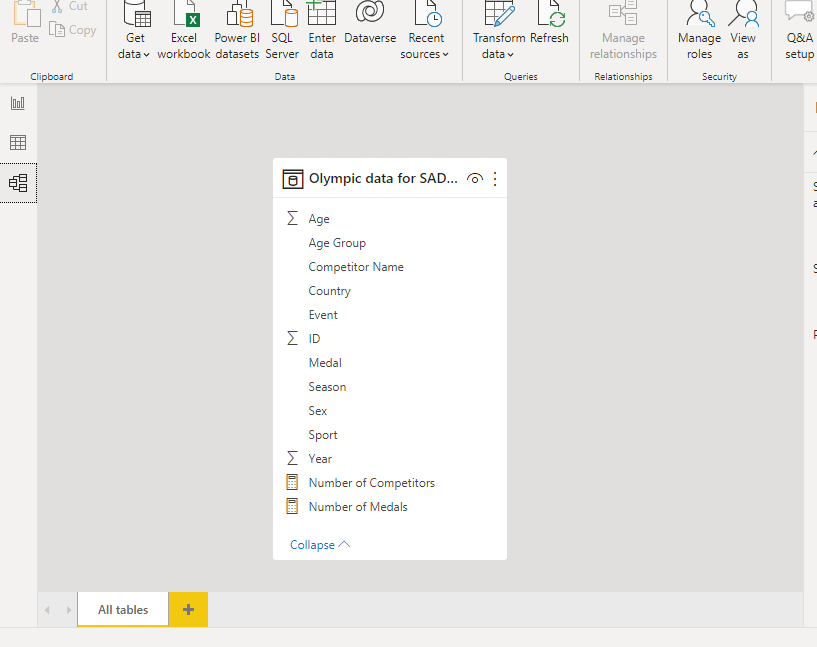 Paste
Cut
Copy
Clipboard
Get data
Excel workbook
Power BI datasets
SQL Server
Enter data
Dataverse
Recent sources
Data
Transform data
Refresh
Queries
Manage relationships
Relationships
Manage roles
View as
Security
Q&A setup
Olympic data for SAD...
Age
Age Group
Competitor Name
Country
Event
ID
Medal
Season
Sex
Sport
Year
Number of Competitors
Number of Medals
Collapse
All tables